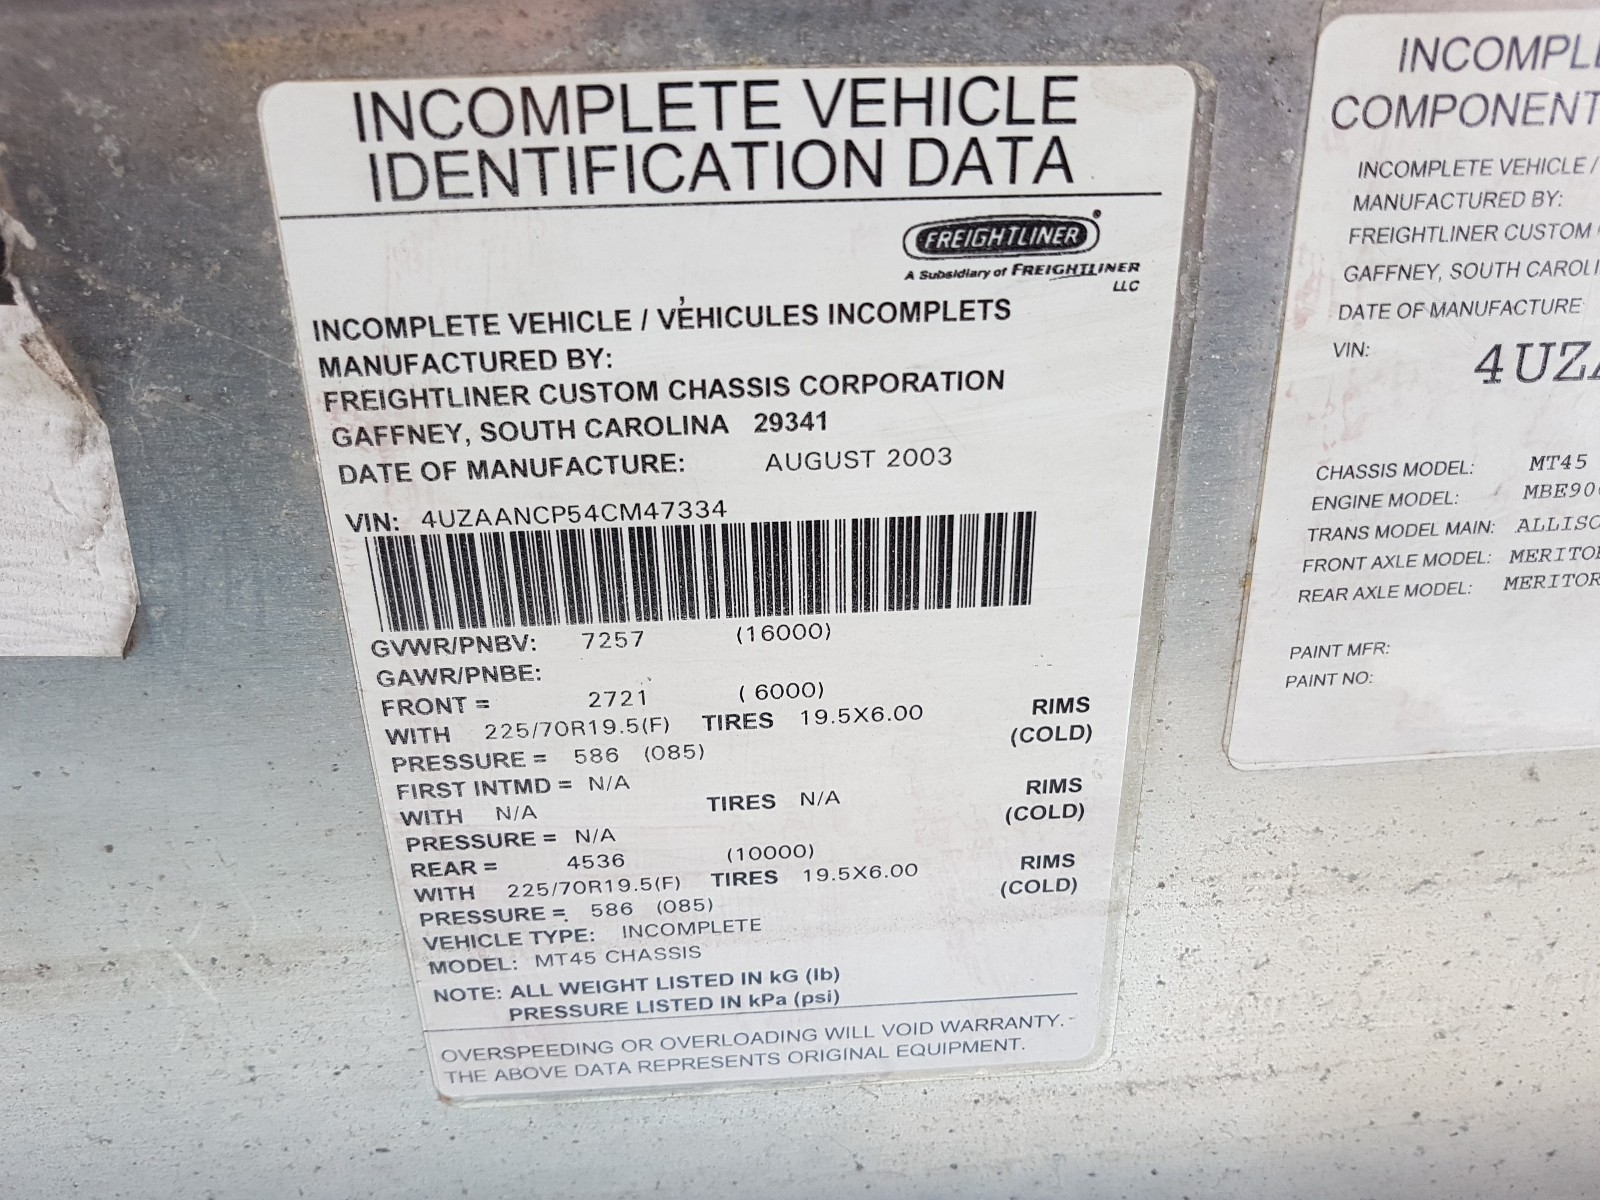 INCOMPLETE VEHICLE
IDENTIFICATION DATA
FREIGHTLINER
A Subsidiary of FREIGHTLINER
LLC
INCOMPLETE VEHICLE / VÉHICULES INCOMPLETS
MANUFACTURED BY:
FREIGHTLINER CUSTOM CHASSIS CORPORATION
GAFFNEY, SOUTH CAROLINA 29341
DATE OF MANUFACTURE: AUGUST 2003
VIN: 4UZAANCP54CM47334
GVWR/PNBV: 7257 (16000)
GAWR/PNBE:
FRONT = 2721 ( 6000)
WITH 225/70R19.5(F) TIRES 19.5X6.00 RIMS
PRESSURE = 586 (085) (COLD)
FIRST INTMD = N/A
WITH N/A TIRES N/A RIMS
PRESSURE = N/A (COLD)
REAR = 4536 (10000)
WITH 225/70R19.5(F) TIRES 19.5X6.00 RIMS
PRESSURE = 586 (085) (COLD)
VEHICLE TYPE: INCOMPLETE
MODEL: MT45 CHASSIS
NOTE: ALL WEIGHT LISTED IN kG (lb)
PRESSURE LISTED IN kPa (psi)
OVERSPEEDING OR OVERLOADING WILL VOID WARRANTY.
THE ABOVE DATA REPRESENTS ORIGINAL EQUIPMENT.
INCOMPLE
COMPONENT
INCOMPLETE VEHICLE /
MANUFACTURED BY:
FREIGHTLINER CUSTOM
GAFFNEY, SOUTH CAROLI
DATE OF MANUFACTURE
VIN: 4UZA
CHASSIS MODEL: MT45
ENGINE MODEL: MBE90
TRANS MODEL MAIN: ALLISO
FRONT AXLE MODEL: MERITO
REAR AXLE MODEL: MERITOR
PAINT MFR:
PAINT NO: